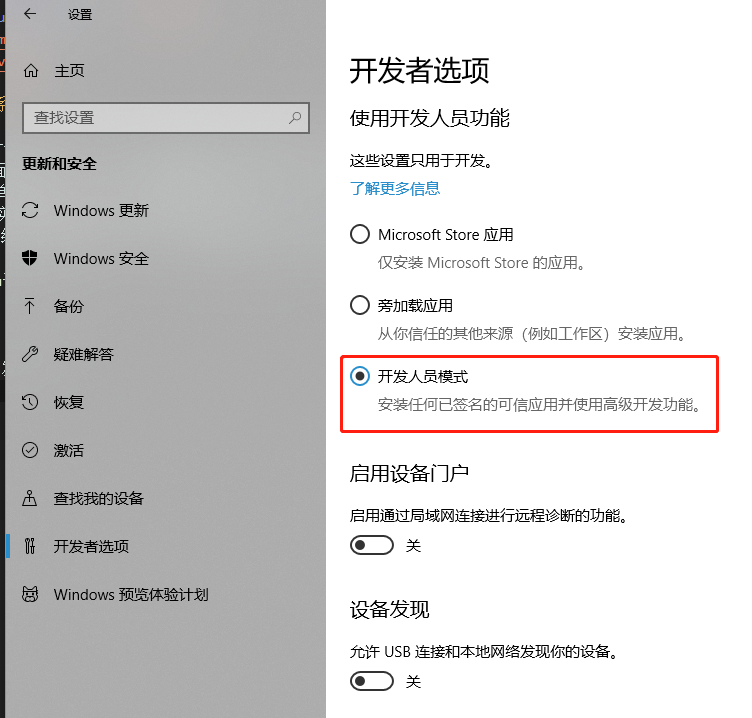 设置
主页
查找设置
更新和安全
Windows 更新
Windows 安全
备份
疑难解答
恢复
激活
查找我的设备
开发者选项
Windows 预览体验计划
开发者选项
使用开发人员功能
这些设置只用于开发。
了解更多信息
Microsoft Store 应用
仅安装 Microsoft Store 的应用。
旁加载应用
从你信任的其他来源（例如工作区）安装应用。
开发人员模式
安装任何已签名的可信应用并使用高级开发功能。
启用设备门户
启用通过局域网连接进行远程诊断的功能。
关
设备发现
允许 USB 连接和本地网络发现你的设备。
关